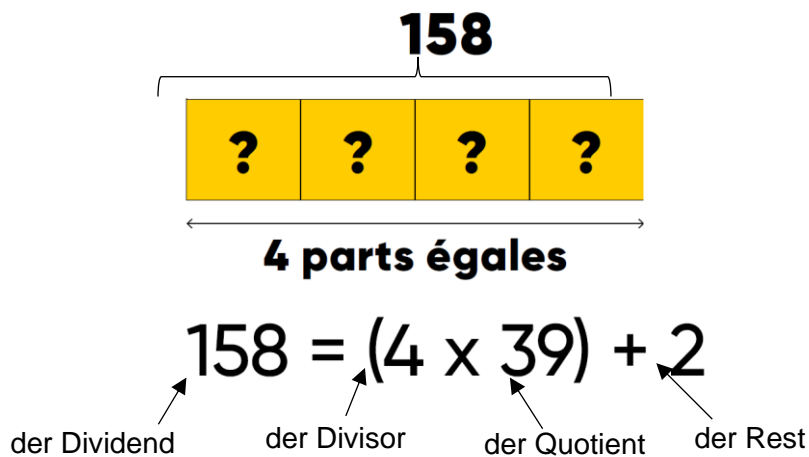 158
? ? ? ?
4 parts égales
158 = (4 x 39) + 2
der Dividend der Divisor der Quotient der Rest